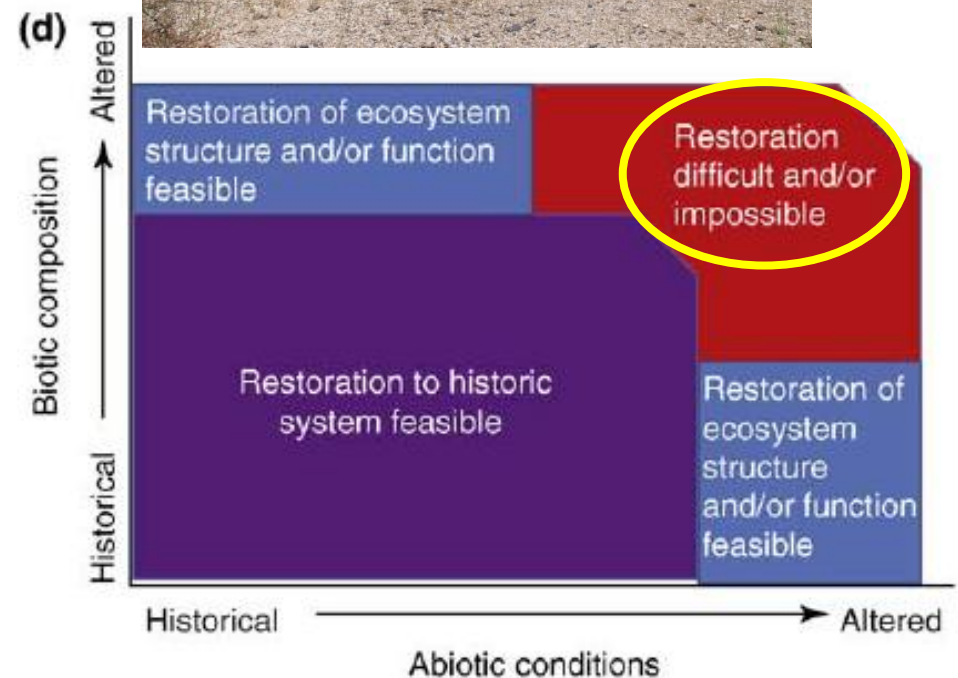 (d)
Altered
Biotic composition
Historical
Restoration of ecosystem
structure and/or function
feasible
Restoration
difficult and/or
impossible
Restoration to historic
system feasible
Restoration of
ecosystem
structure
and/or function
feasible
Historical
Altered
Abiotic conditions